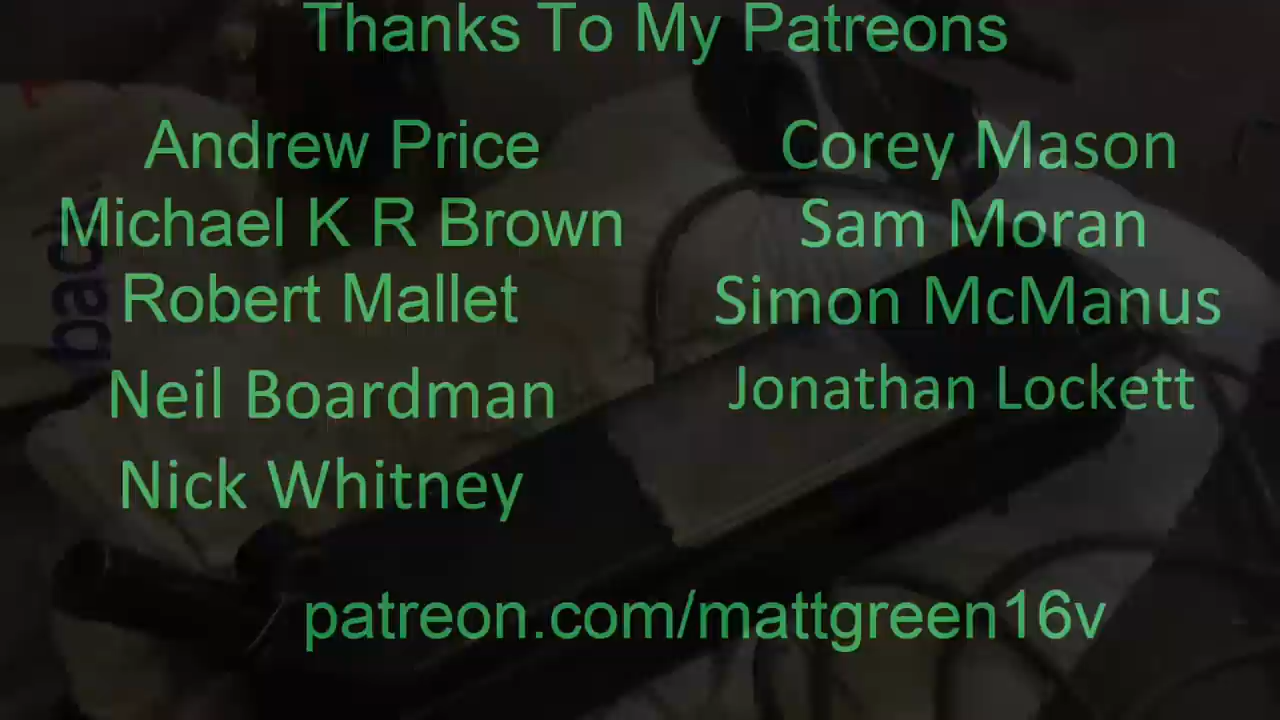 Thanks To My Patreons
Andrew Price
Michael K R Brown
Robert Mallet
Neil Boardman
Nick Whitney
Corey Mason
Sam Moran
Simon McManus
Jonathan Lockett
pack
patreon.com/mattgreen16v